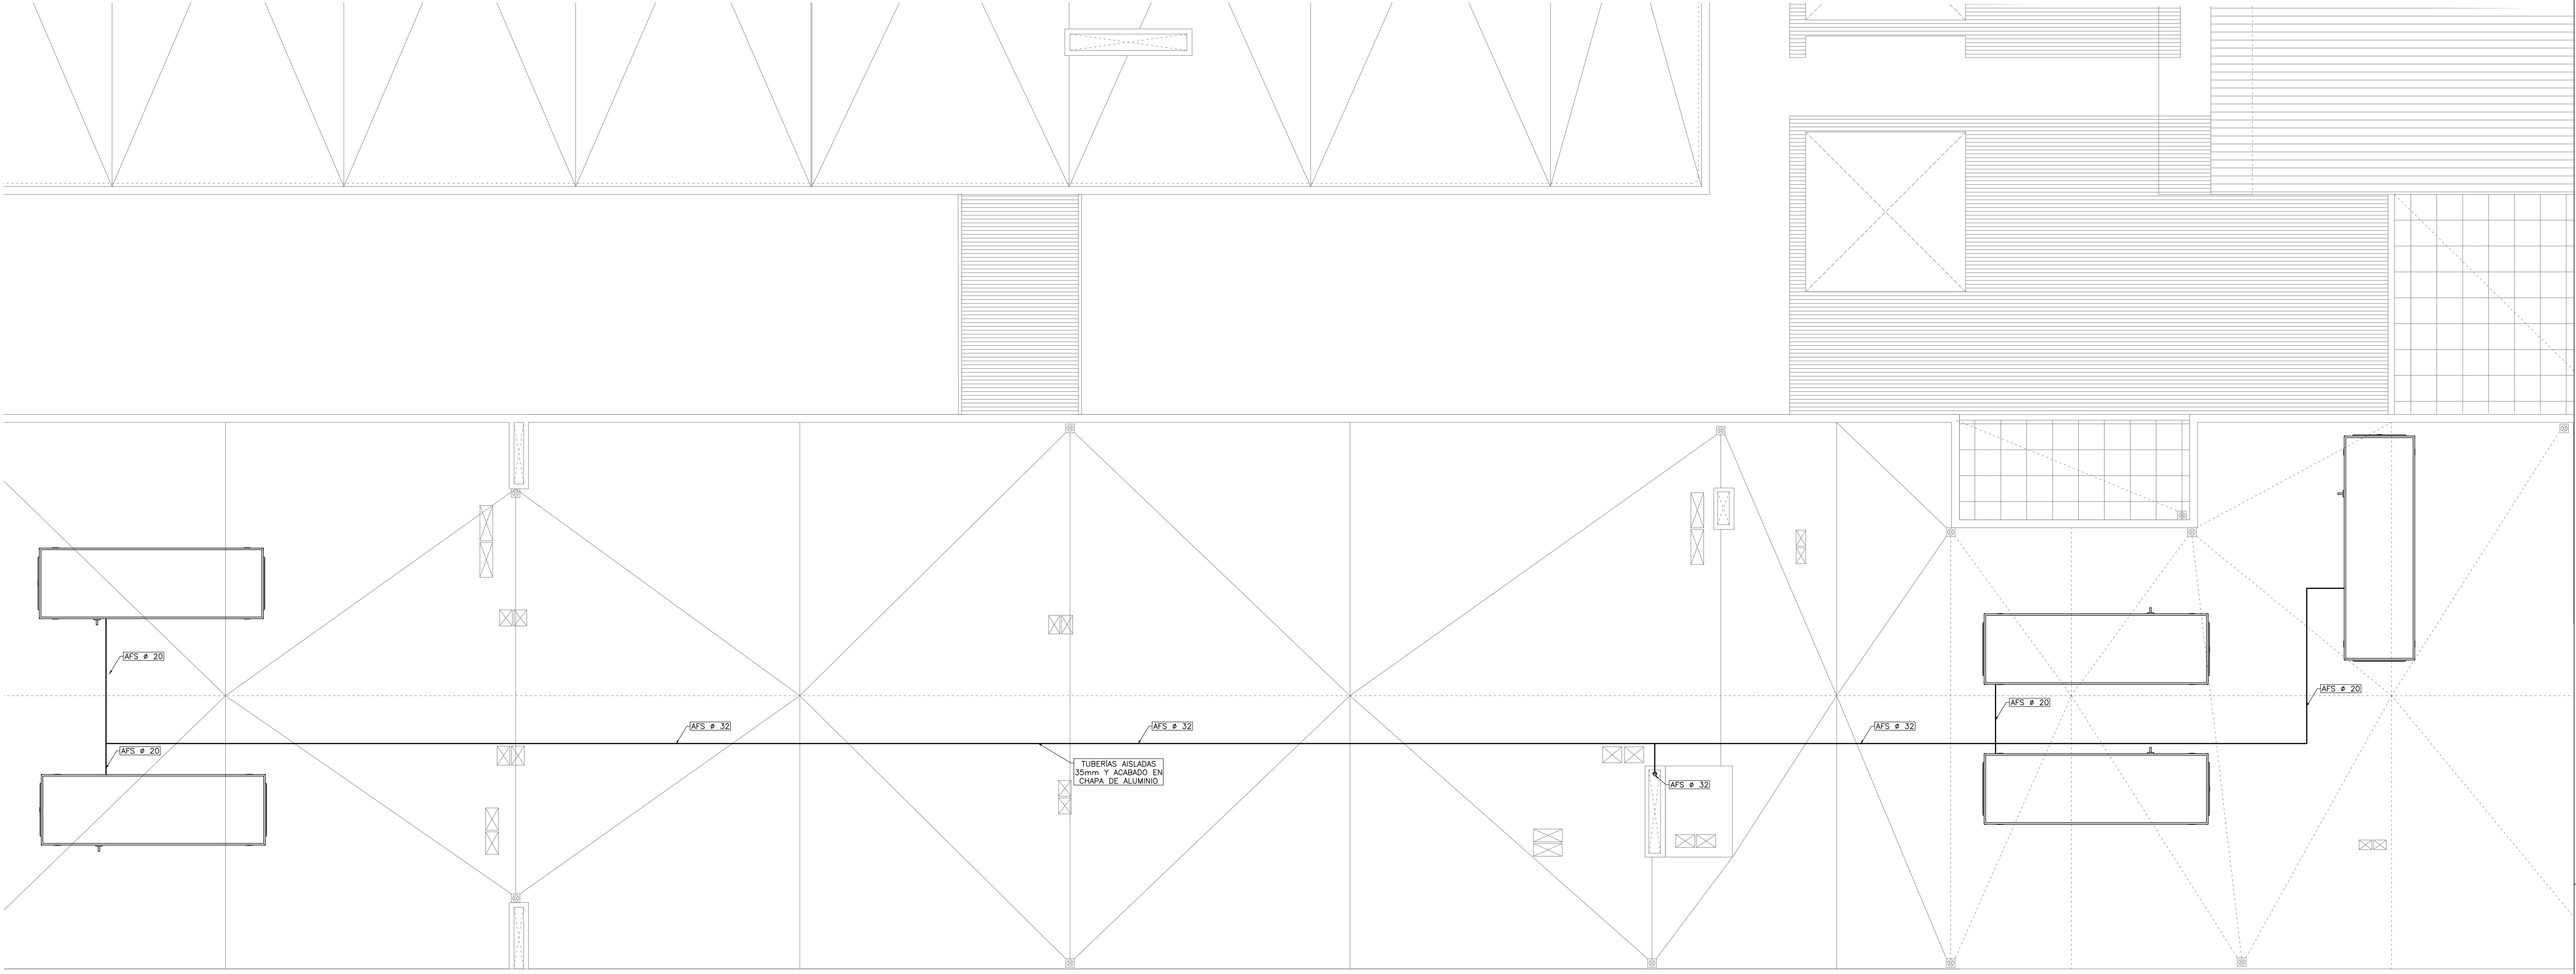 AFS ø 20
AFS ø 20
AFS ø 32
AFS ø 32
TUBERÍAS AISLADAS
35mm Y ACABADO EN
CHAPA DE ALUMINIO
AFS ø 32
AFS ø 32
AFS ø 20
AFS ø 20